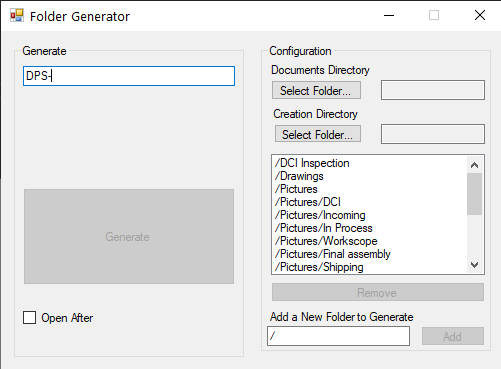 Folder Generator
Generate
DPS-
Generate
Open After
Configuration
Documents Directory
Select Folder...
Creation Directory
Select Folder...
/DCI Inspection
/Drawings
/Pictures
/Pictures/DCI
/Pictures/Incoming
/Pictures/In Process
/Pictures/Workscope
/Pictures/Final assembly
/Pictures/Shipping
Remove
Add a New Folder to Generate
/
Add